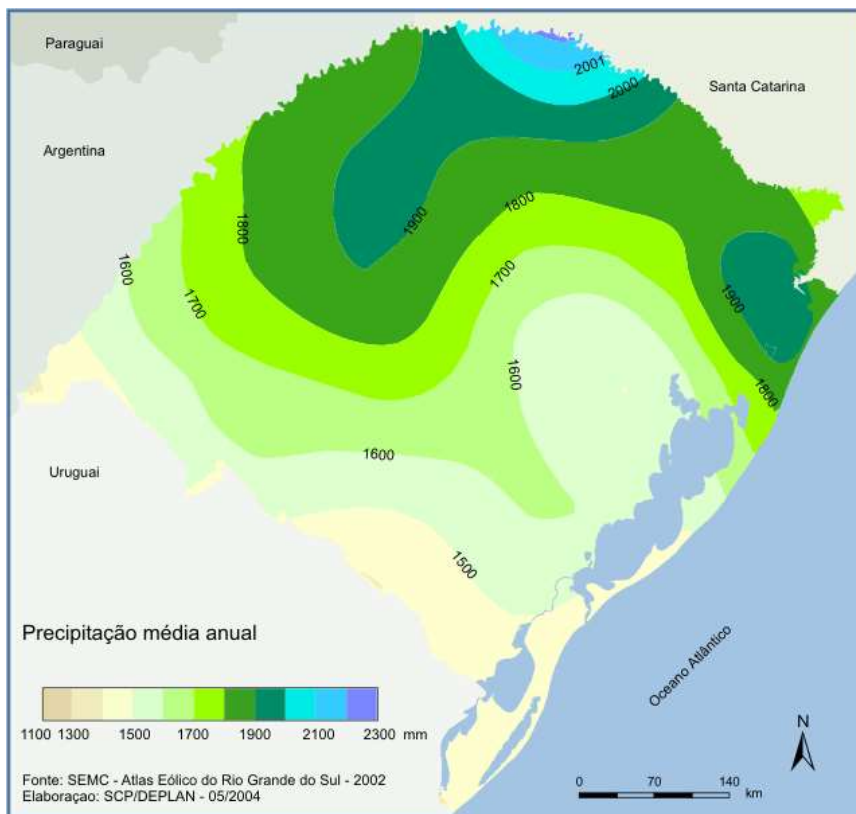 Paraguai
Santa Catarina
Argentina
2001
2000
1800
1900
1800
1600
1700
1700
1900
1600
1800
1600
Uruguai
1500
Precipitação média anual
1100 1300 1500 1700 1900 2100 2300 mm
Oceano Atlântico
N
Fonte: SEMC - Atlas Eólico do Rio Grande do Sul - 2002
Elaboraçao: SCP/DEPLAN - 05/2004
0 70 140
km